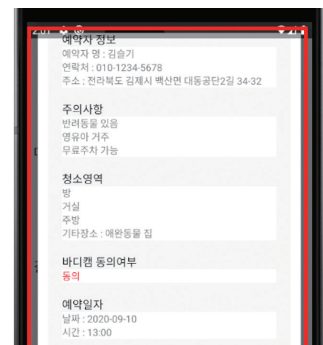 2:01
예약자 정보
예약자 명 : 김슬기
연락처 : 010-1234-5678
주소 : 전라북도 김제시 백산면 대동공단2길 34-32
주의사항
반려동물 있음
영유아 거주
무료주차 가능
청소영역
방
거실
주방
기타장소 : 애완동물 집
바디캠 동의여부
동의
예약일자
날짜 : 2020-09-10
시간 : 13:00